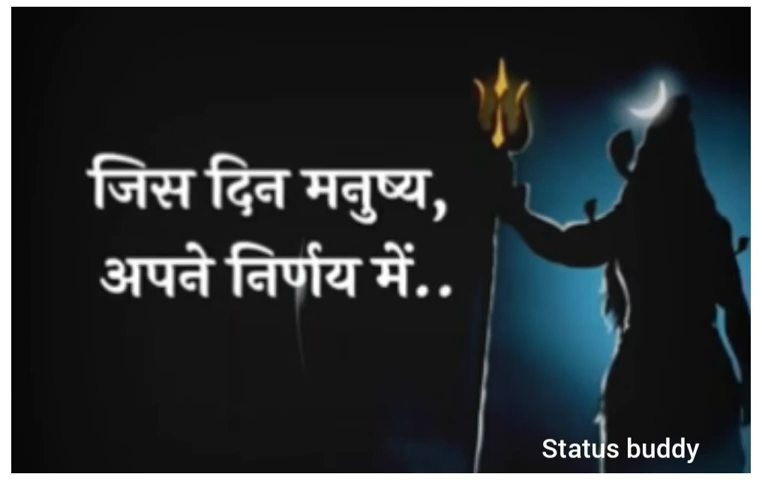 जिस दिन मनुष्य,
अपने निर्णय में..
Status buddy